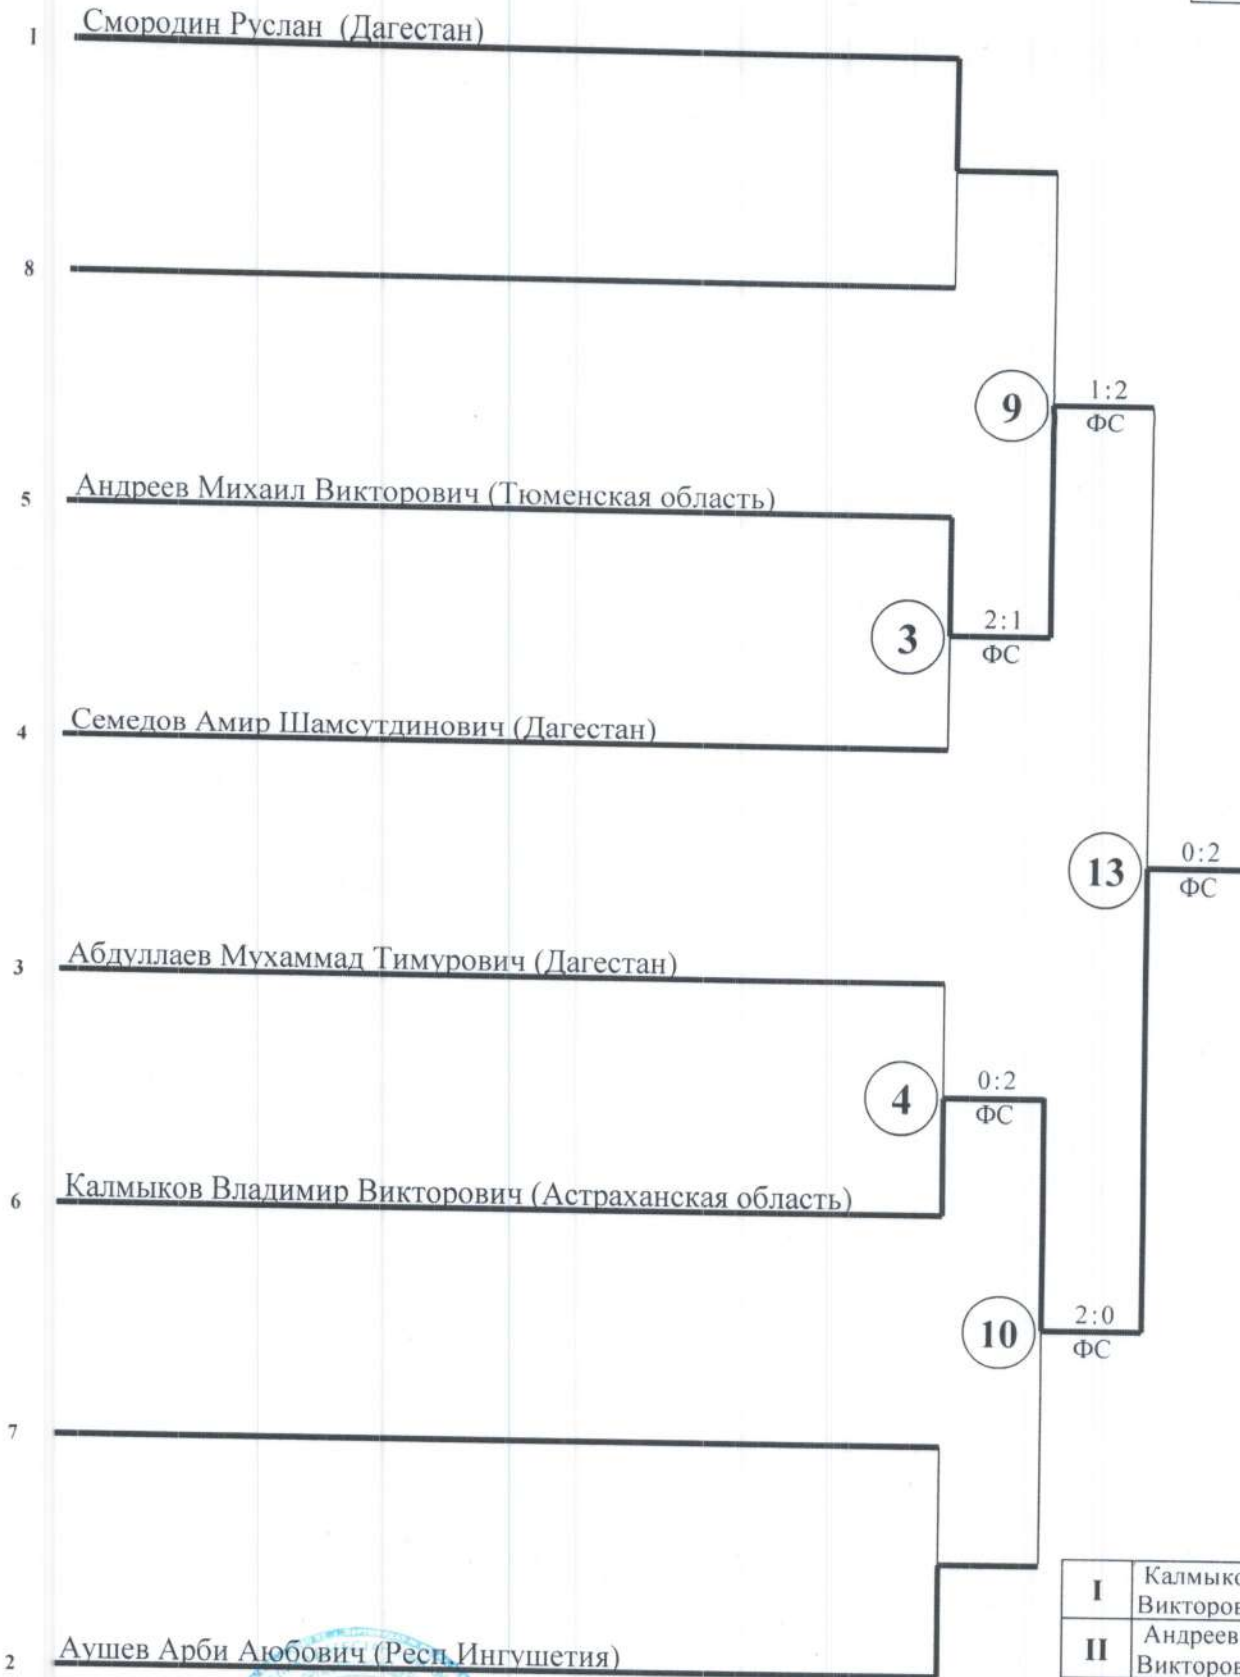 1 Смородин Руслан (Дагестан)
8
9 1:2
ФС
5 Андреев Михаил Викторович (Тюменская область)
3 2:1
ФС
4 Семедов Амир Шамсутдинович (Дагестан)
13 0:2
ФС
3 Абдуллаев Мухаммад Тимурович (Дагестан)
4 0:2
ФС
6 Калмыков Владимир Викторович (Астраханская область)
10 2:0
ФС
7
I Калмыко
Викторов
2 Аушев Арби Аюбович (Респ.Ингушетия)
II Андреев
Викторов